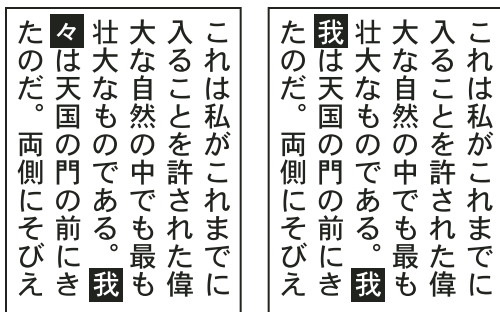 これは私がこれまでに
入ることを許された偉
大な自然の中でも最も
壮大なものである。我
々は天国の門の前にき
たのだ。両側にそびえ
これは私がこれまでに
入ることを許された偉
大な自然の中でも最も
壮大なものである。我
我は天国の門の前にき
たのだ。両側にそびえ